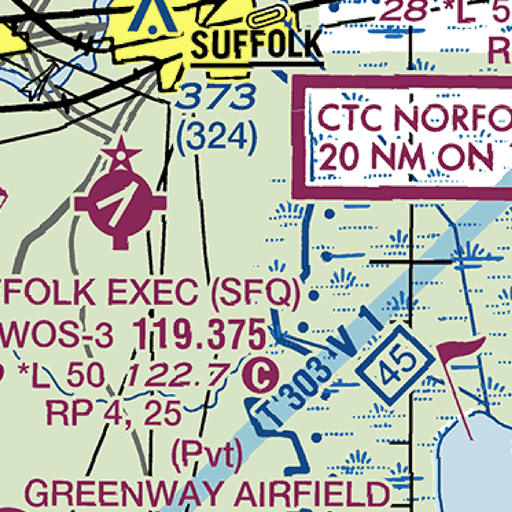 28 - *L 5
R
SUFFOLK
373
(324)
CTC NORFO
20 NM ON
FOLK EXEC (SFQ)
WOS-3 119.375
*L 50 122.7 C
RP 4, 25
V 1
T 303
45
(Pvt)
GREENWAY AIRFIELD